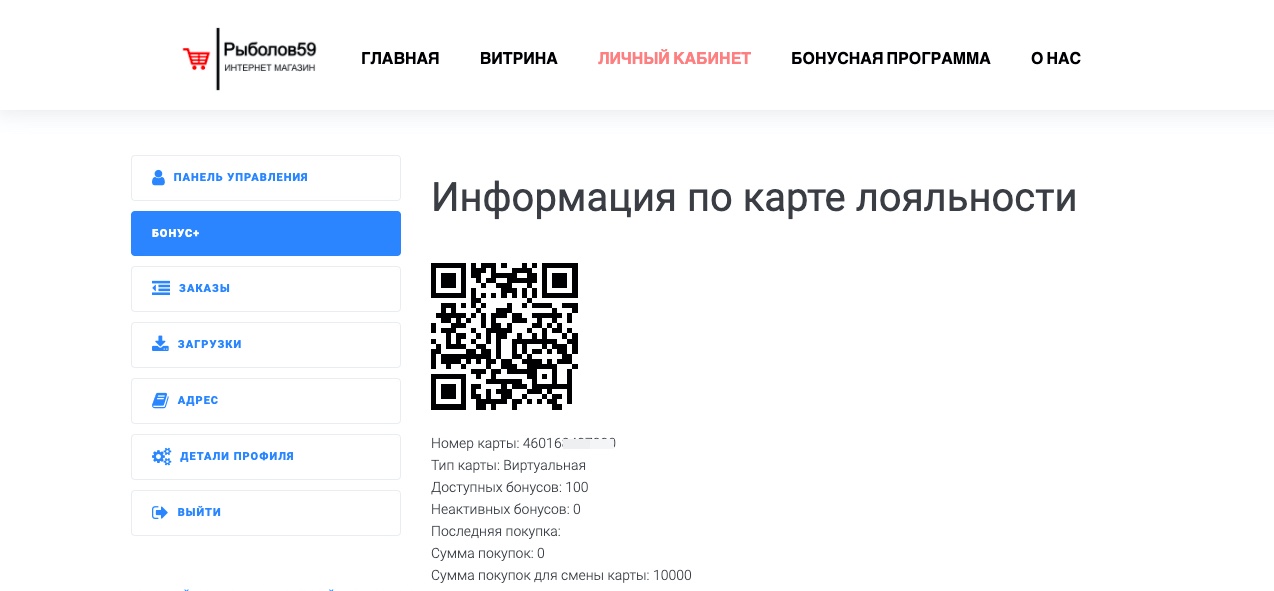 Рыболов59
ИНТЕРНЕТ МАГАЗИН
ГЛАВНАЯ
ВИТРИНА
ЛИЧНЫЙ КАБИНЕТ
БОНУСНАЯ ПРОГРАММА
О НАС
ПАНЕЛЬ УПРАВЛЕНИЯ
БОНУС+
ЗАКАЗЫ
ЗАГРУЗКИ
АДРЕС
ДЕТАЛИ ПРОФИЛЯ
ВЫЙТИ
Информация по карте лояльности
Номер карты:
Тип карты: Виртуальная
Доступных бонусов: 100
Неактивных бонусов: 0
Последняя покупка:
Сумма покупок: 0
Сумма покупок для смены карты: 10000